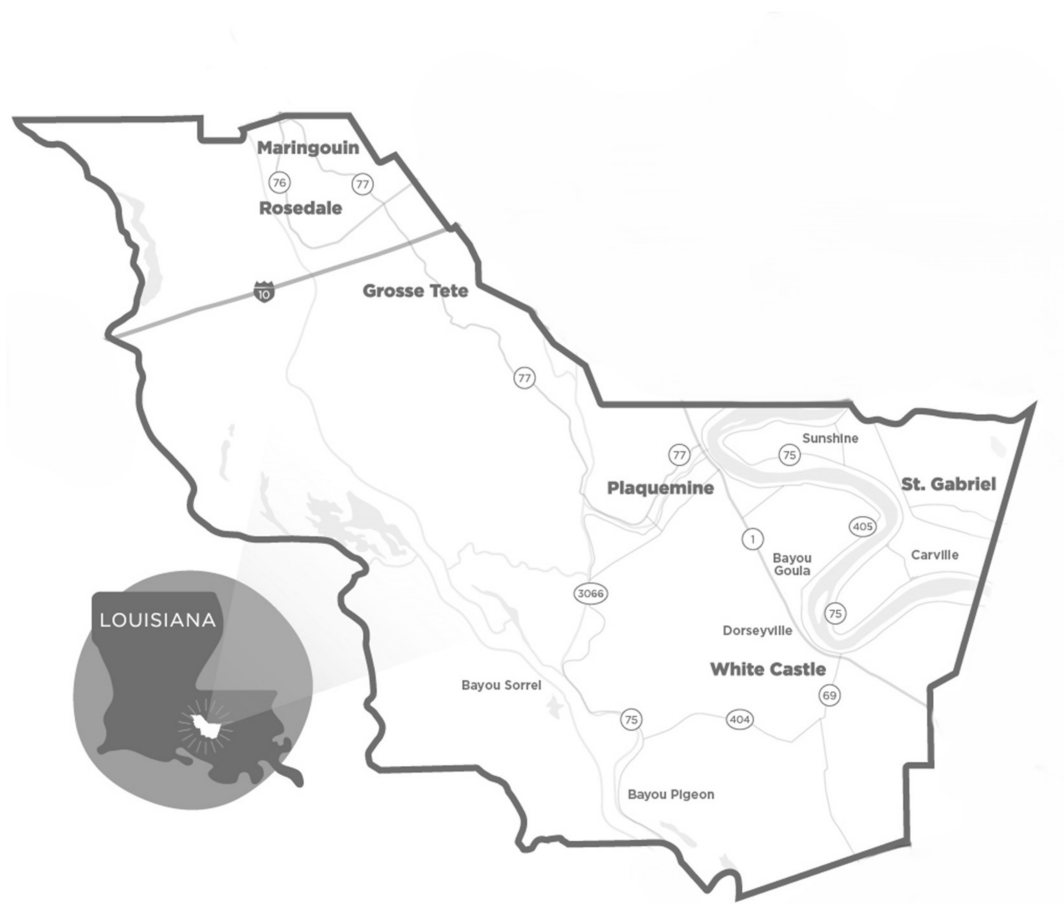 Maringouin
76
77
Rosedale
10
Grosse Tete
77
Sunshine
77
75
Plaquemine
St. Gabriel
405
1
Bayou
Goula
Carville
3066
75
LOUISIANA
Dorseyville
White Castle
Bayou Sorrel
69
75
404
Bayou Pigeon